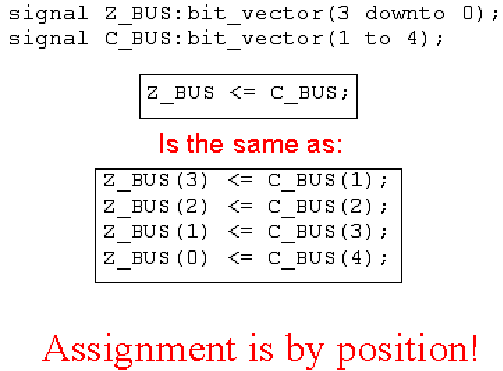 signal Z_BUS:bit_vector(3 downto 0);
signal C_BUS:bit_vector(1 to 4);
Z_BUS <= C_BUS;
Is the same as:
Z_BUS(3) <= C_BUS(1);
Z_BUS(2) <= C_BUS(2);
Z_BUS(1) <= C_BUS(3);
Z_BUS(0) <= C_BUS(4);
Assignment is by position!